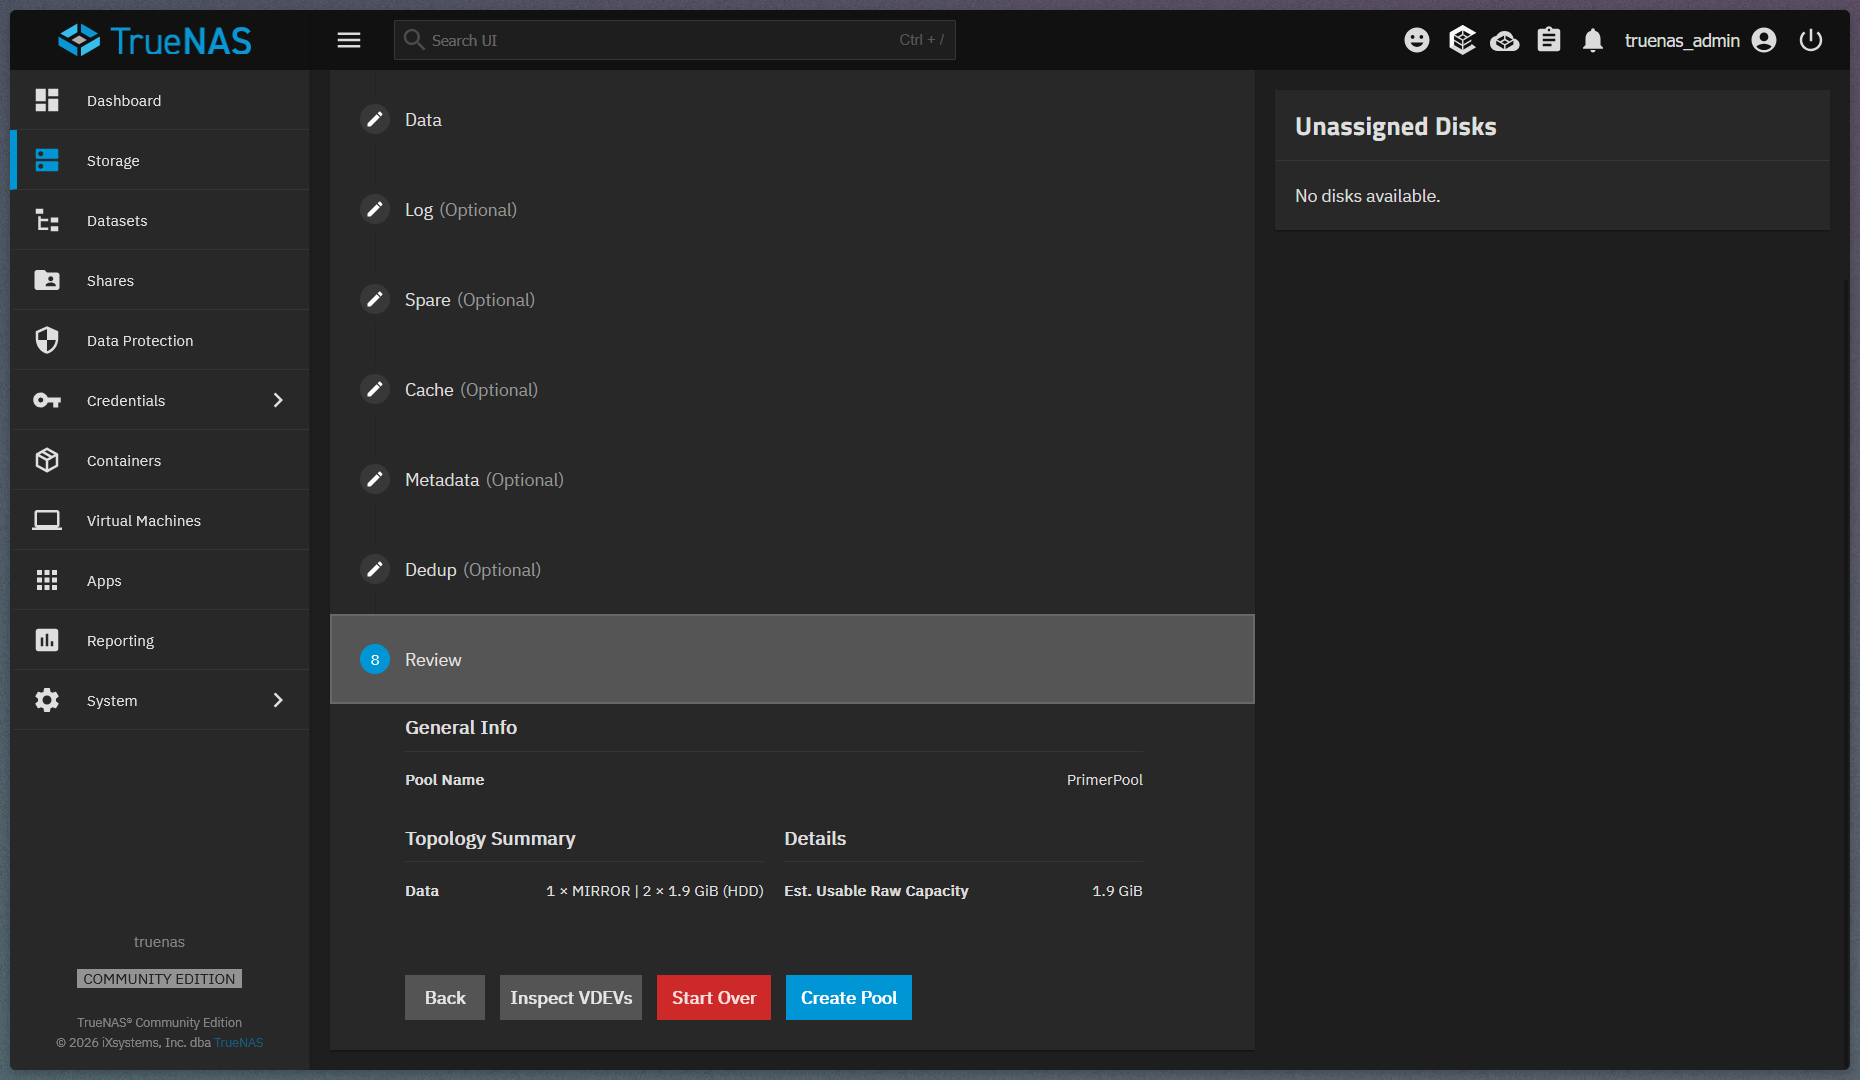 TrueNAS
Search UI
Ctrl + /
truenas_admin
Dashboard
Storage
Datasets
Shares
Data Protection
Credentials
Containers
Virtual Machines
Apps
Reporting
System
truenas
COMMUNITY EDITION
TrueNAS® Community Edition
© 2026 iXsystems, Inc. dba TrueNAS
Data
Log (Optional)
Spare (Optional)
Cache (Optional)
Metadata (Optional)
Dedup (Optional)
8 Review
General Info
Pool Name PrimerPool
Topology Summary
Data 1 × MIRROR | 2 × 1.9 GiB (HDD)
Details
Est. Usable Raw Capacity 1.9 GiB
Back
Inspect VDEVs
Start Over
Create Pool
Unassigned Disks
No disks available.